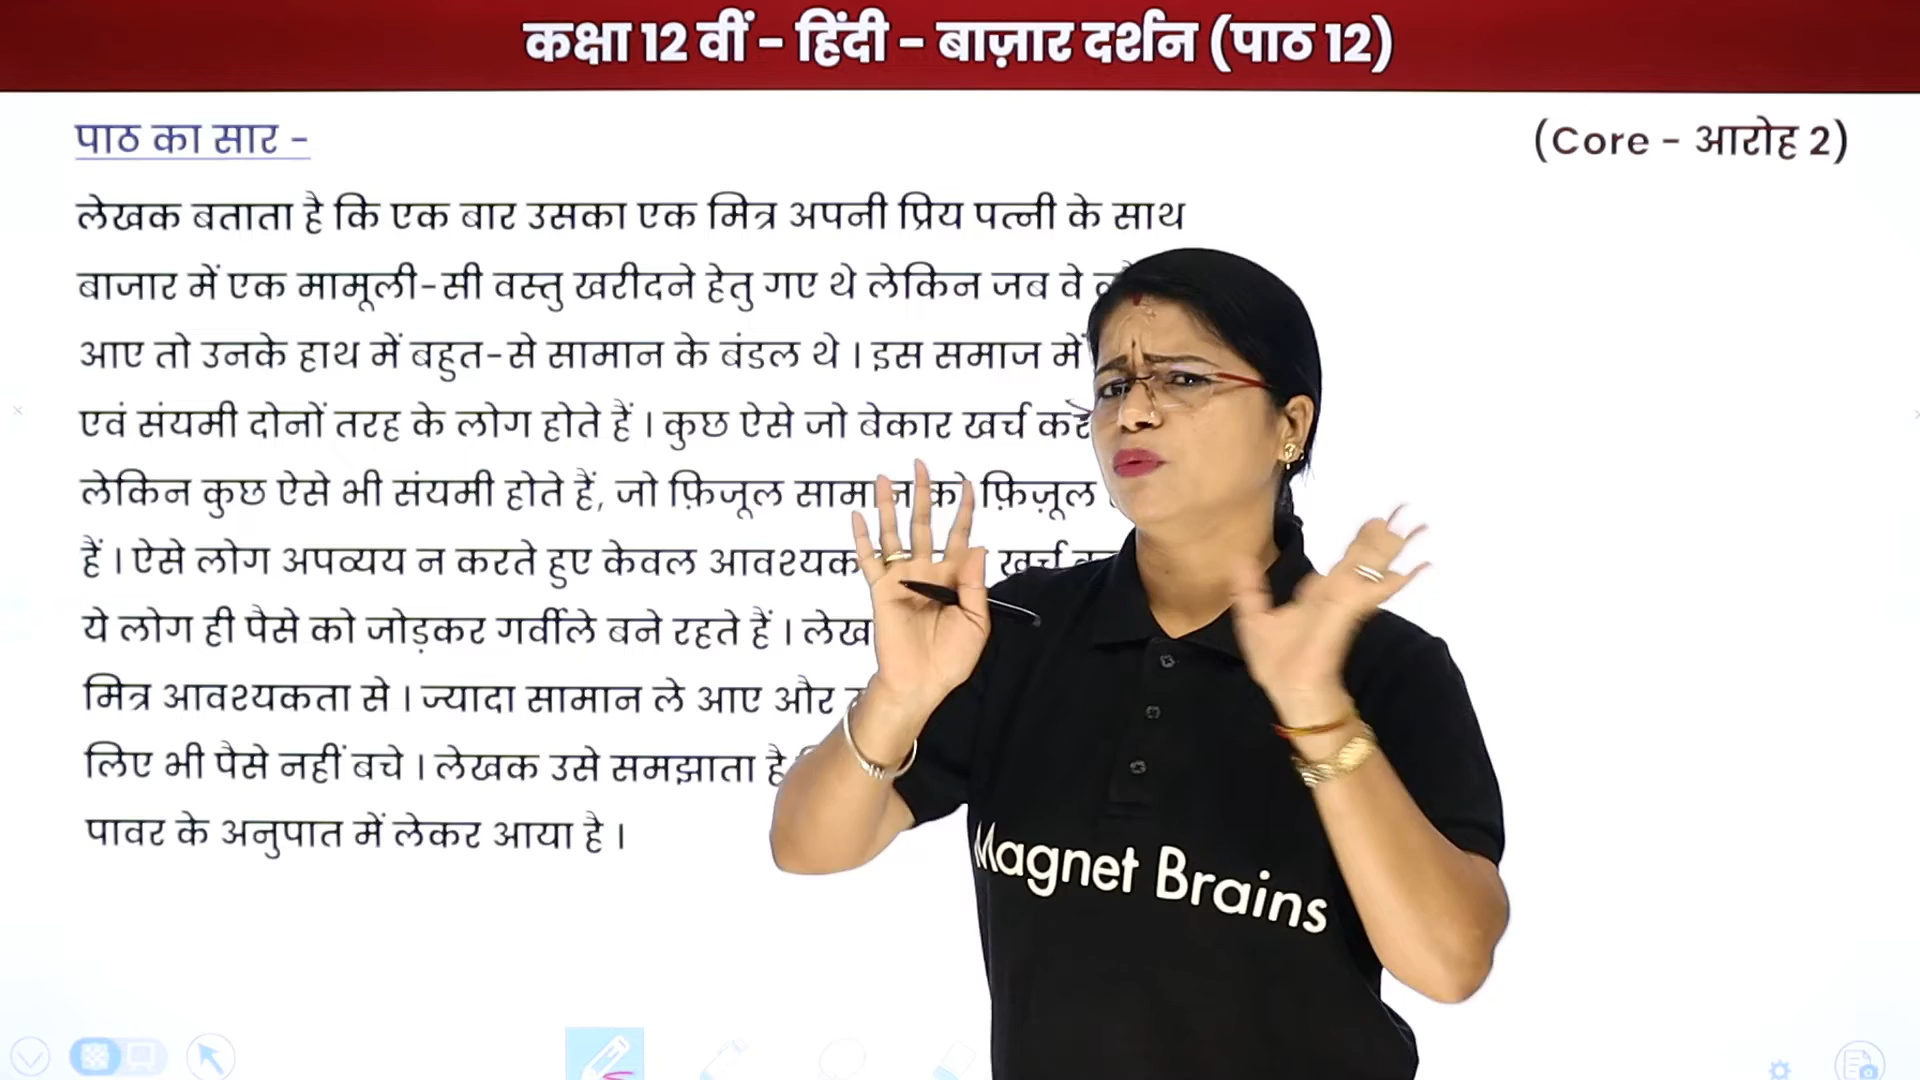 कक्षा 12 वीं - हिंदी - बाज़ार दर्शन (पाठ 12)
पाठ का सार -
(Core - आरोह 2)
लेखक बताता है कि एक बार उसका एक मित्र अपनी प्रिय पत्नी के साथ
बाजार में एक मामूली-सी वस्तु खरीदने हेतु गए थे लेकिन जब वे
आए तो उनके हाथ में बहुत-से सामान के बंडल थे । इस समाज में
एवं संयमी दोनों तरह के लोग होते हैं । कुछ ऐसे जो बेकार खर्च
लेकिन कुछ ऐसे भी संयमी होते हैं, जो फ़िजूल सामान को फ़िज़ूल
हैं । ऐसे लोग अपव्यय न करते हुए केवल आवश्यक खर्च
ये लोग ही पैसे को जोड़कर गर्वीले बने रहते हैं ।
मित्र आवश्यकता से । ज्यादा सामान ले आए और
लिए भी पैसे नहीं बचे । लेखक उसे समझाता है
पावर के अनुपात में लेकर आया है ।
Magnet Brains